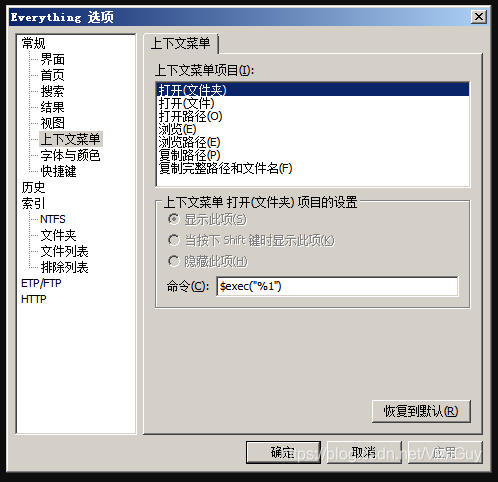 Everything 选项
常规
界面
首页
搜索
结果
视图
上下文菜单
字体与颜色
快捷键
历史
索引
NTFS
文件夹
文件列表
排除列表
ETP/FTP
HTTP
上下文菜单
上下文菜单项目(I):
打开(文件夹)
打开(文件)
打开路径(O)
浏览(E)
浏览路径(E)
复制路径(P)
复制完整路径和文件名(F)
上下文菜单 打开(文件夹) 项目的设置
显示此项(S)
当按下 Shift 键时显示此项(K)
隐藏此项(H)
命令(C): $exec("%1")
恢复到默认(R)
确定 取消 应用